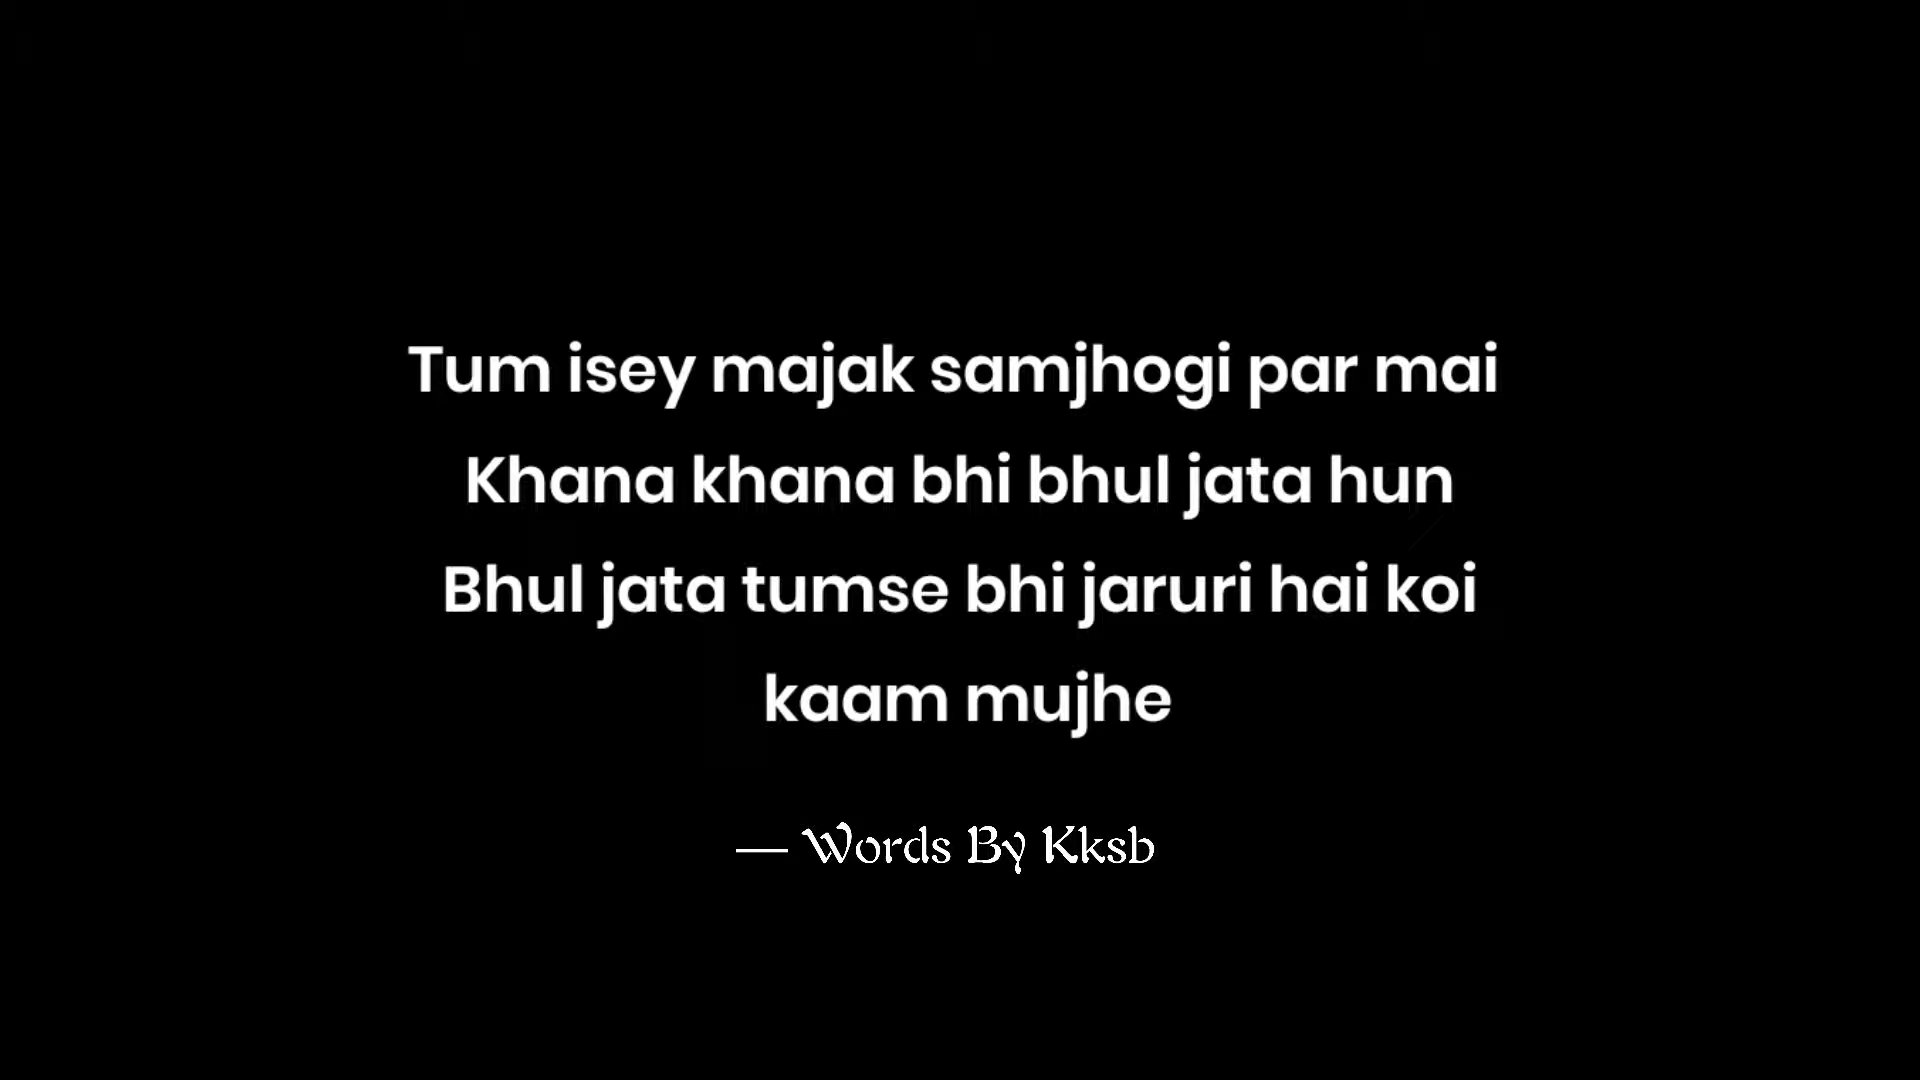 Tum isey majak samjhogi par mai
Khana khana bhi bhul jata hun
Bhul jata tumse bhi jaruri hai koi
kaam mujhe
— Words By Kksb